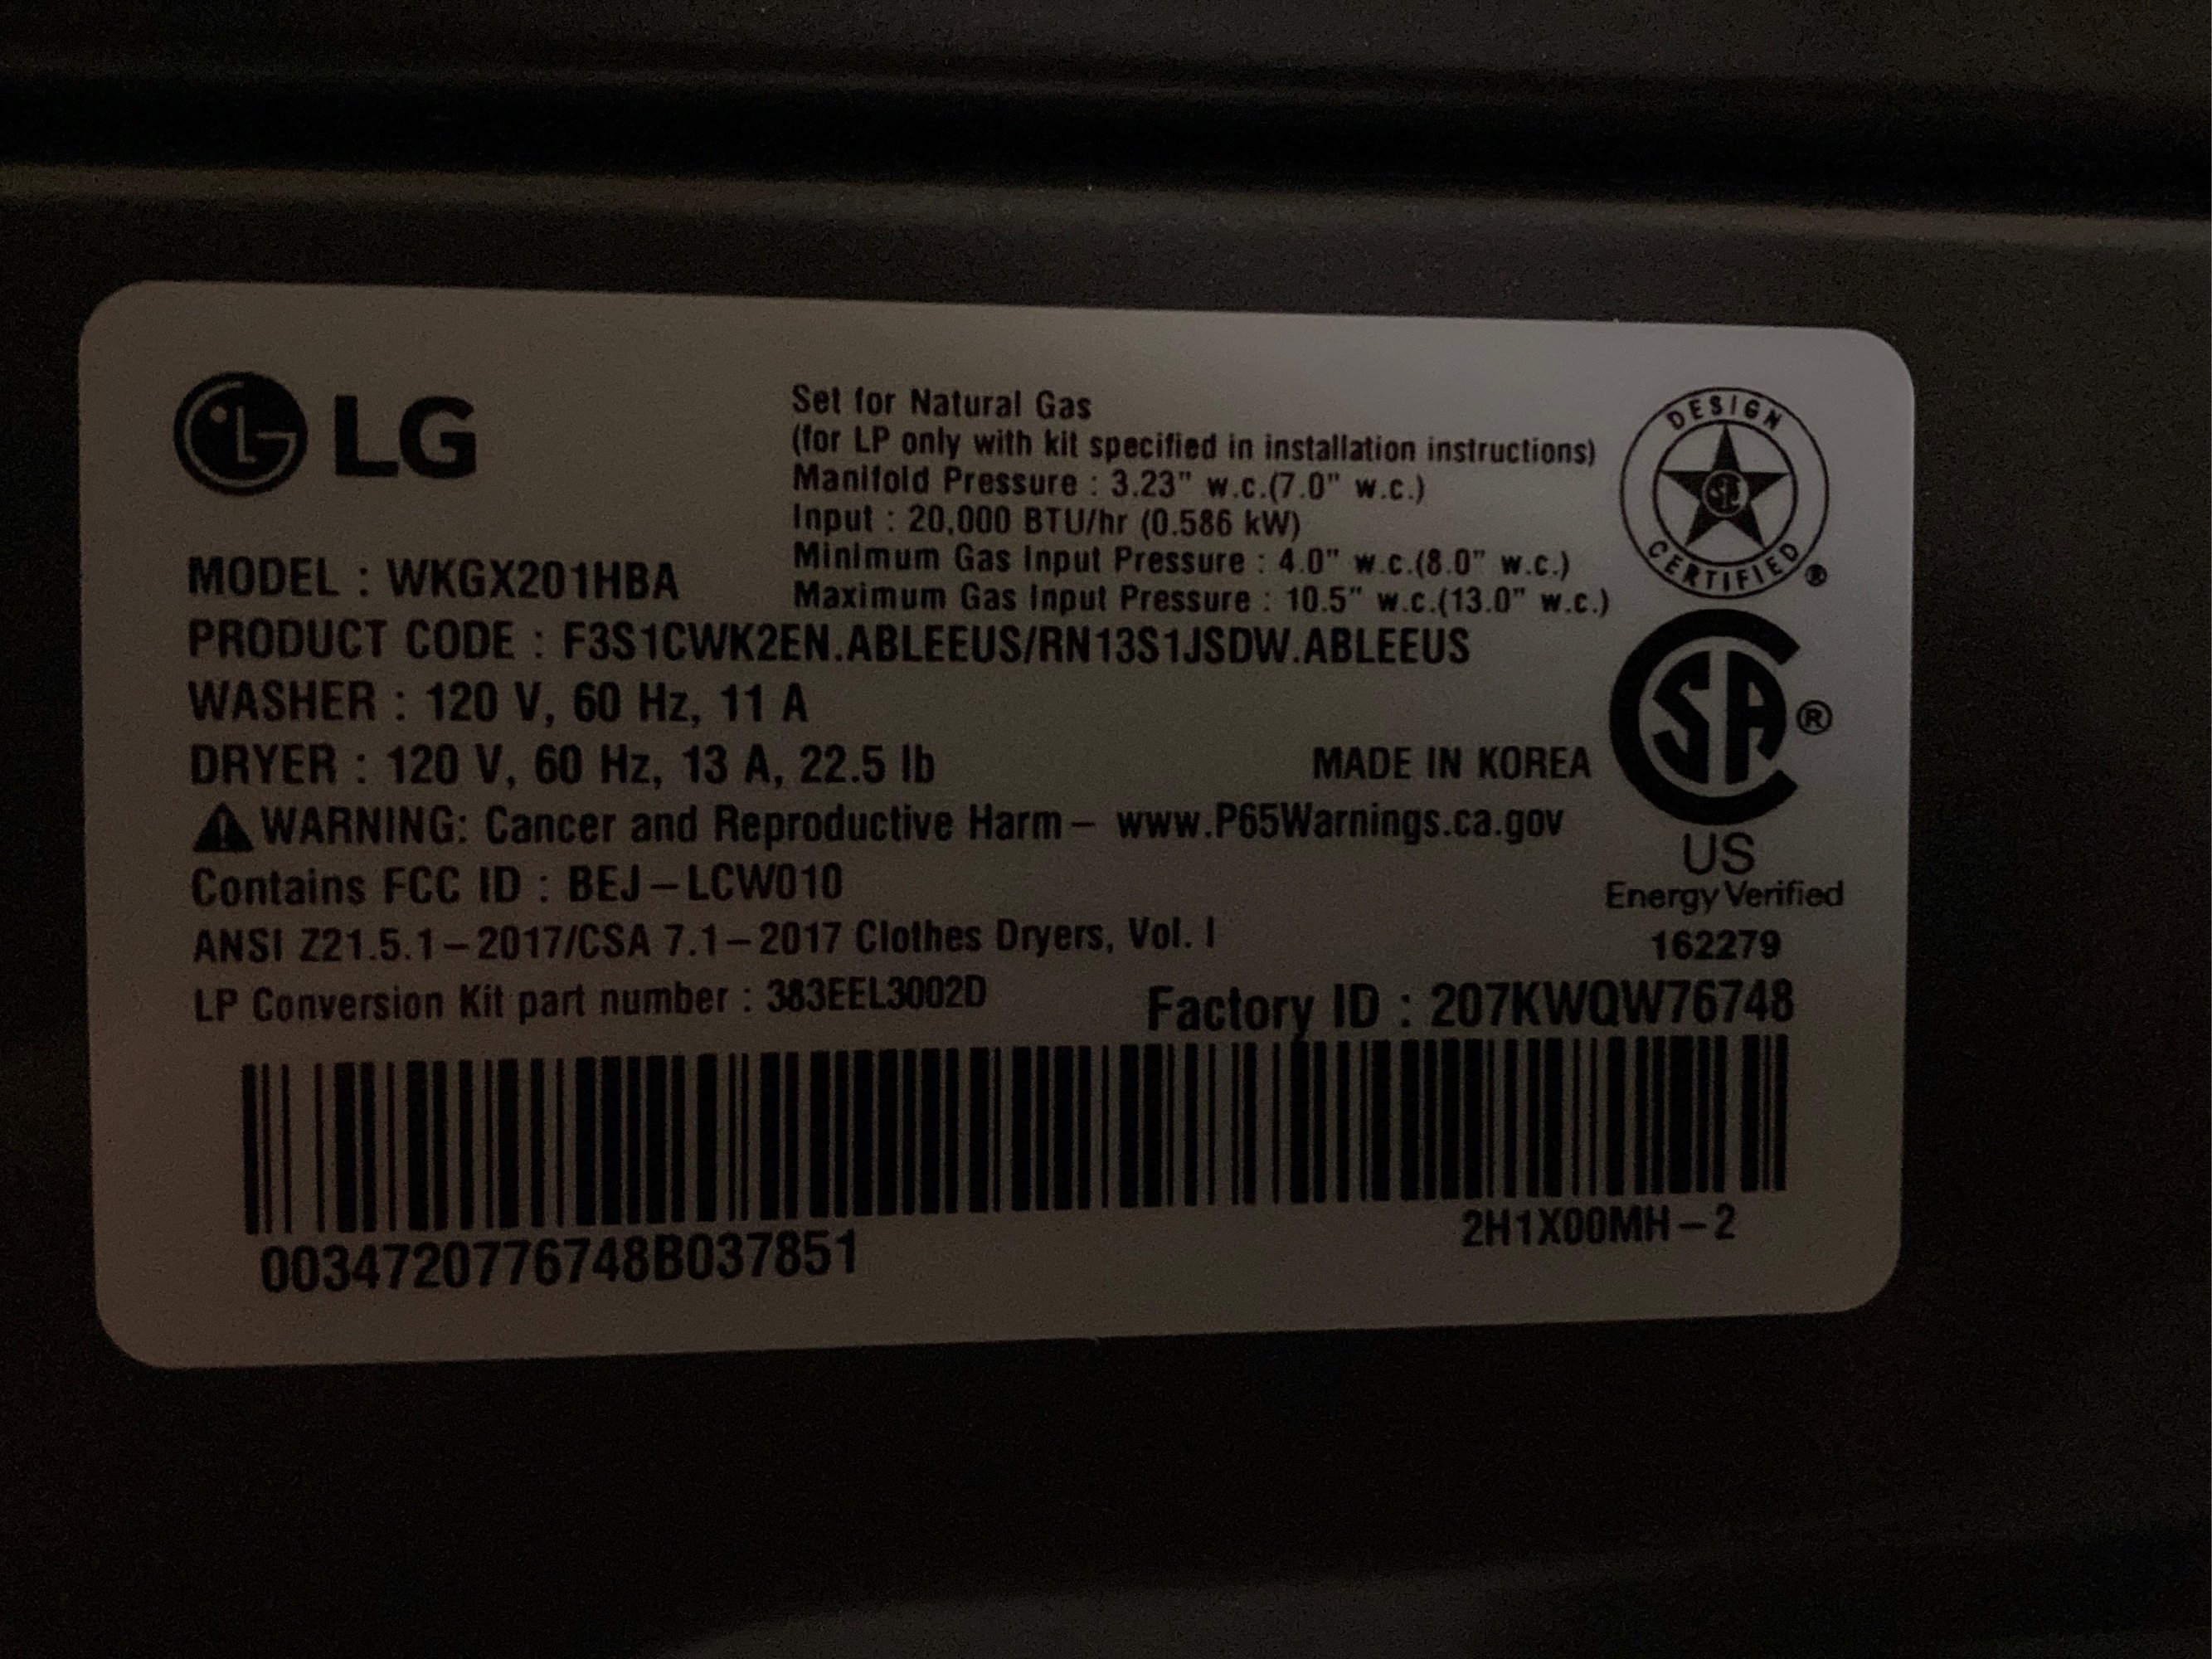 LG
Set for Natural Gas
(for LP only with kit specified in installation instructions)
Manifold Pressure : 3.23" w.c.(7.0" w.c.)
Input : 20,000 BTU/hr (0.586 kW)
Minimum Gas Input Pressure : 4.0" w.c.(8.0" w.c.)
Maximum Gas Input Pressure : 10.5" w.c.(13.0" w.c.)
DESIGN
SA
CERTIFIED
®
MODEL : WKGX201HBA
PRODUCT CODE : F3S1CWK2EN.ABLEEUS/RN13S1JSDW.ABLEEUS
WASHER : 120 V, 60 Hz, 11 A
DRYER : 120 V, 60 Hz, 13 A, 22.5 lb
MADE IN KOREA
CSA ®
US
Energy Verified
162279
WARNING: Cancer and Reproductive Harm– www.P65Warnings.ca.gov
Contains FCC ID : BEJ–LCW010
ANSI Z21.5.1–2017/CSA 7.1–2017 Clothes Dryers, Vol. I
LP Conversion Kit part number : 383EEL3002D
Factory ID : 207KWQW76748
0034720776748B037851
2H1X00MH–2